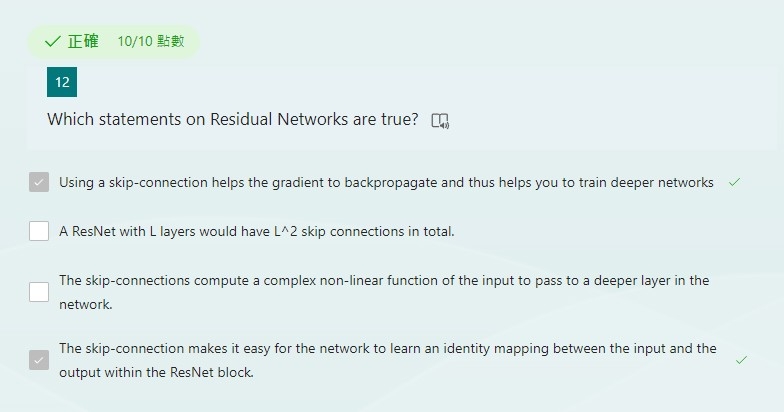 正確 10/10 點數
12
Which statements on Residual Networks are true?
Using a skip-connection helps the gradient to backpropagate and thus helps you to train deeper networks
A ResNet with L layers would have L^2 skip connections in total.
The skip-connections compute a complex non-linear function of the input to pass to a deeper layer in the
network.
The skip-connection makes it easy for the network to learn an identity mapping between the input and the
output within the ResNet block.